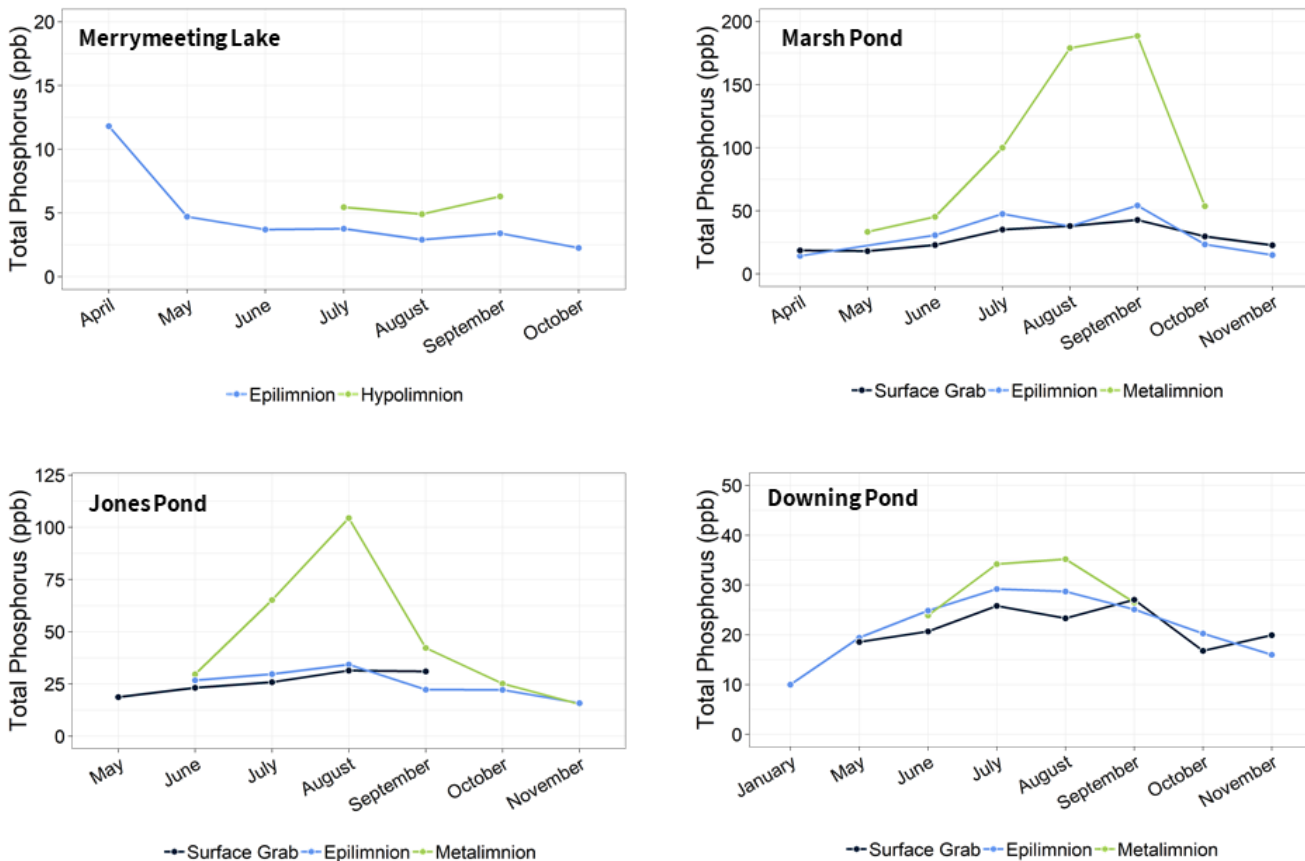 Merrymeeting Lake
Total Phosphorus (ppb)
20
15
10
5
0
April May June July August September October
Epilimnion Hypolimnion
Marsh Pond
Total Phosphorus (ppb)
200
150
100
50
0
April May June July August September October November
Surface Grab Epilimnion Metalimnion
Jones Pond
Total Phosphorus (ppb)
125
100
75
50
25
0
May June July August September October November
Surface Grab Epilimnion Metalimnion
Downing Pond
Total Phosphorus (ppb)
50
40
30
20
10
0
January May June July August September October November
Surface Grab Epilimnion Metalimnion